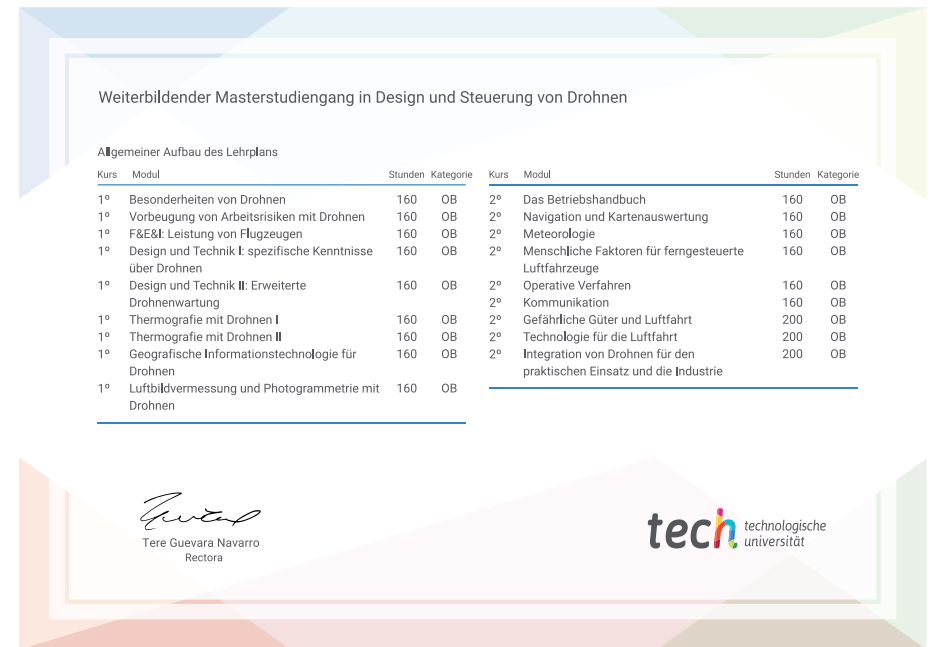 Weiterbildender Masterstudiengang in Design und Steuerung von Drohnen
Allgemeiner Aufbau des Lehrplans
Kurs Modul Stunden Kategorie
1º Besonderheiten von Drohnen 160 OB
1º Vorbeugung von Arbeitsrisiken mit Drohnen 160 OB
1º F&E&I: Leistung von Flugzeugen 160 OB
1º Design und Technik I: spezifische Kenntnisse 160 OB
über Drohnen
1º Design und Technik II: Erweiterte 160 OB
Drohnenwartung
1º Thermografie mit Drohnen I 160 OB
1º Thermografie mit Drohnen II 160 OB
1º Geografische Informationstechnologie für 160 OB
Drohnen
1º Luftbildvermessung und Photogrammetrie mit 160 OB
Drohnen
Kurs Modul Stunden Kategorie
2º Das Betriebshandbuch 160 OB
2º Navigation und Kartenauswertung 160 OB
2º Meteorologie 160 OB
2º Menschliche Faktoren für ferngesteuerte 160 OB
Luftfahrzeuge
2º Operative Verfahren 160 OB
2º Kommunikation 160 OB
2º Gefährliche Güter und Luftfahrt 200 OB
2º Technologie für die Luftfahrt 200 OB
2º Integration von Drohnen für den 200 OB
praktischen Einsatz und die Industrie
Tere Guevara Navarro
Rectora
tech technologische
universität